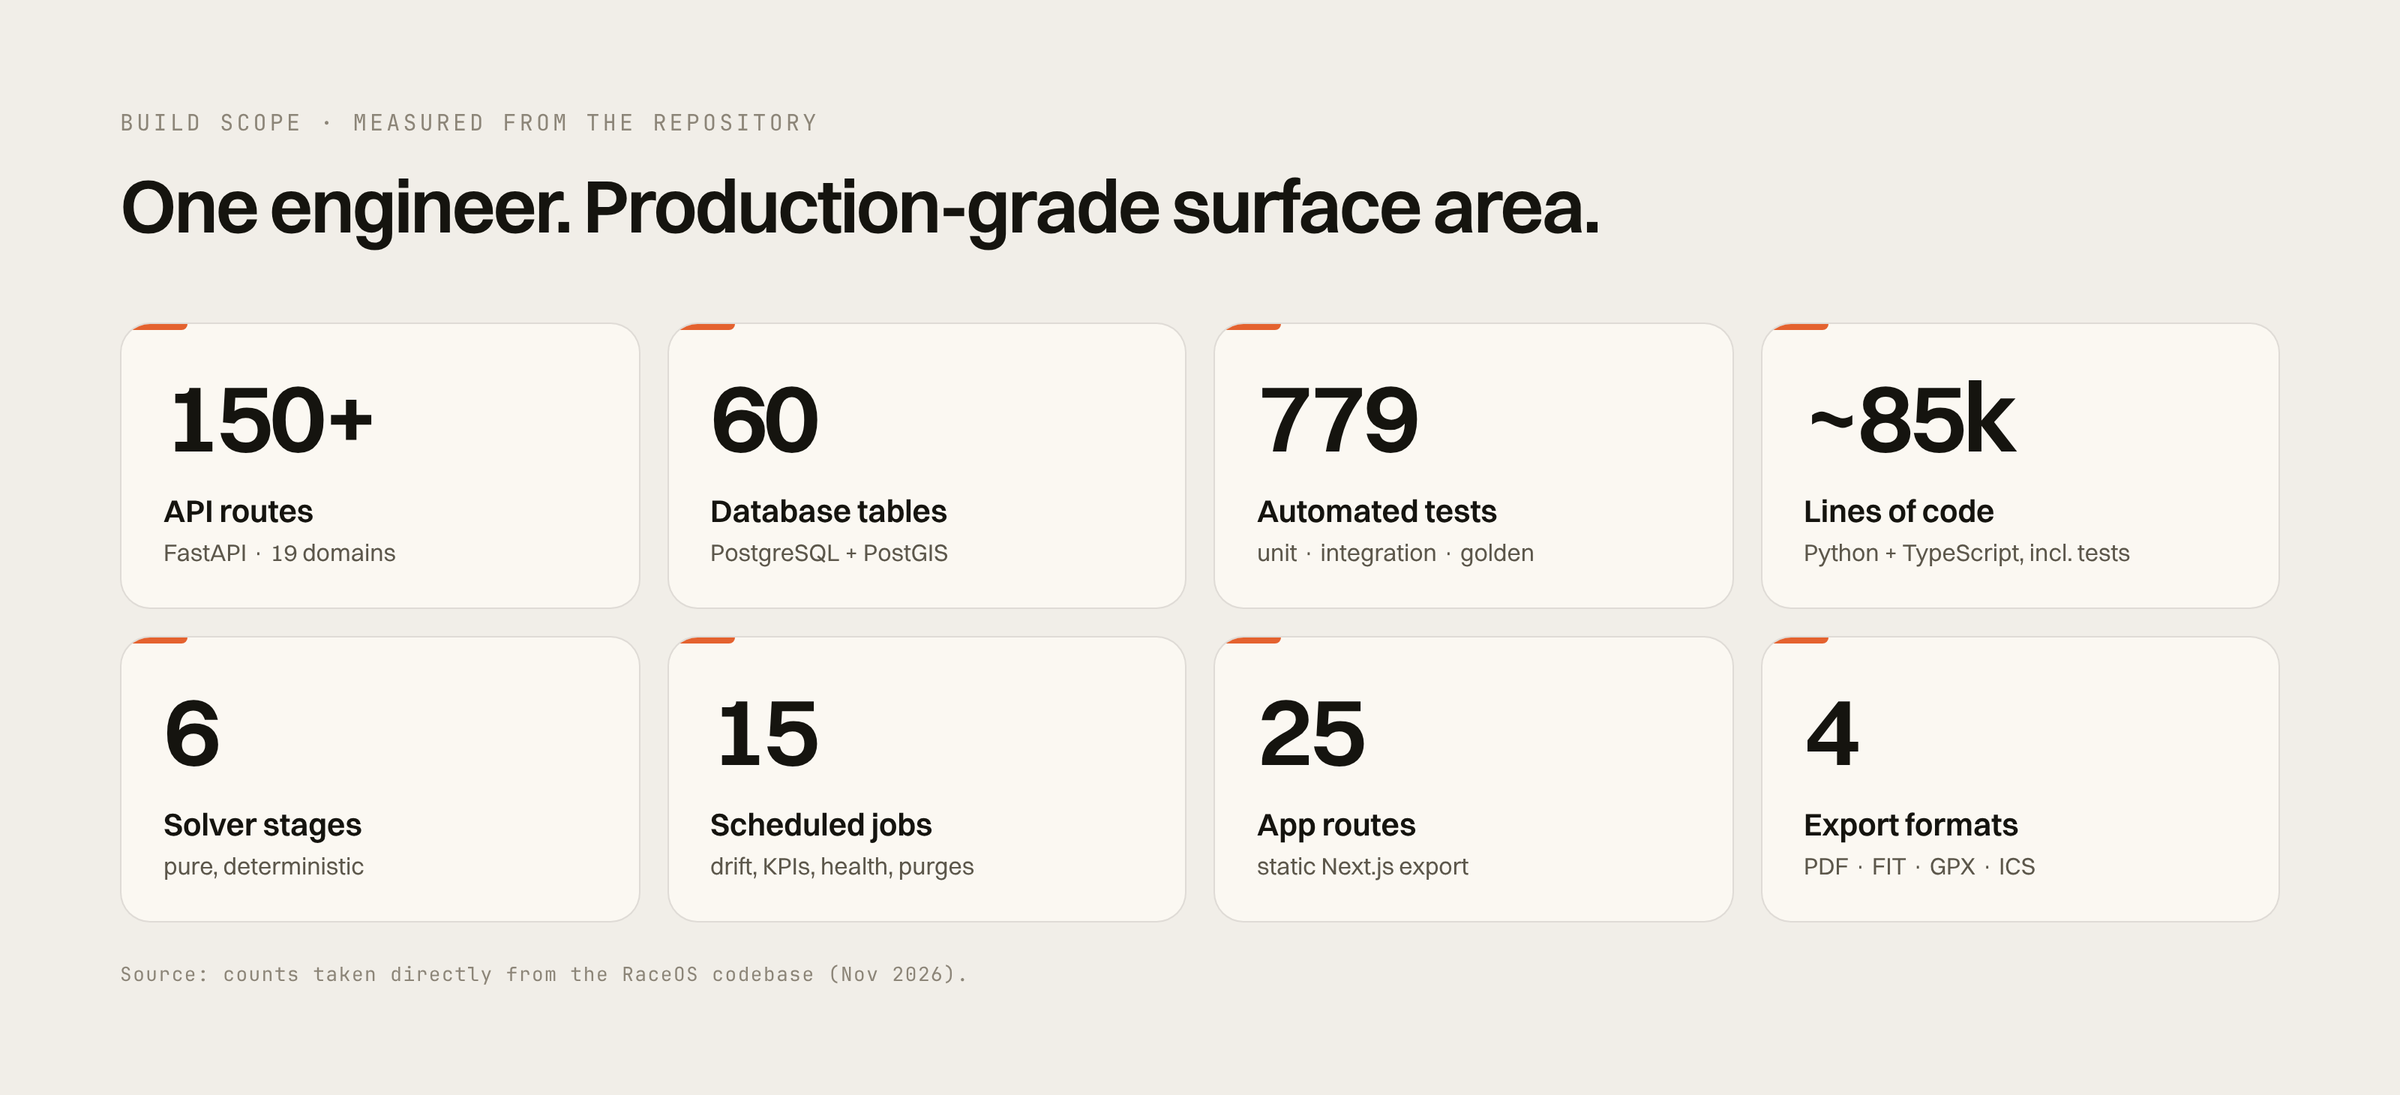 BUILD SCOPE · MEASURED FROM THE REPOSITORY
One engineer. Production-grade surface area.
150+
API routes
FastAPI · 19 domains
60
Database tables
PostgreSQL + PostGIS
779
Automated tests
unit · integration · golden
~85k
Lines of code
Python + TypeScript, incl. tests
6
Solver stages
pure, deterministic
15
Scheduled jobs
drift, KPIs, health, purges
25
App routes
static Next.js export
4
Export formats
PDF · FIT · GPX · ICS
Source: counts taken directly from the RaceOS codebase (Nov 2026).